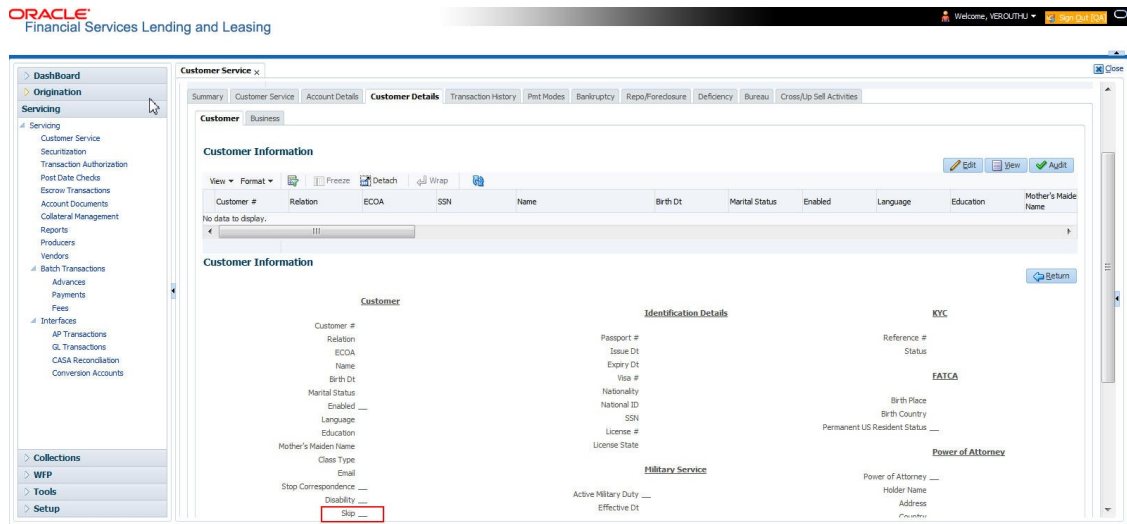 ORACLE
Financial Services Lending and Leasing
Welcome, VEROUTHU
Sign Out [QA]
DashBoard
Origination
Servicing
Servicing
Customer Service
Securitization
Transaction Authorization
Post Date Checks
Escrow Transactions
Account Documents
Collateral Management
Reports
Producers
Vendors
Batch Transactions
Advances
Payments
Fees
Interfaces
AP Transactions
GL Transactions
CASA Reconciliation
Conversion Accounts
Collections
WFP
Tools
Setup
Customer Service x
Close
Summary Customer Service Account Details Customer Details Transaction History Pmt Modes Bankruptcy Repo/Foreclosure Deficiency Bureau Cross/Up Sell Activities
Customer Business
Customer Information
Edit View Audit
View Format Freeze Detach Wrap
Customer # Relation ECOA SSN Name Birth Dt Marital Status Enabled Language Education Mother's Maide Name
No data to display.
Customer Information
Return
Customer
Customer #
Relation
ECOA
Name
Birth Dt
Marital Status
Enabled
Language
Education
Mother's Maiden Name
Class Type
Email
Stop Correspondence
Disability
Skip
Identification Details
Passport #
Issue Dt
Expiry Dt
Visa #
Nationality
National ID
SSN
License #
License State
Military Service
Active Military Duty
Effective Dt
KYC
Reference #
Status
FATCA
Birth Place
Birth Country
Permanent US Resident Status
Power of Attorney
Power of Attorney
Holder Name
Address
Country